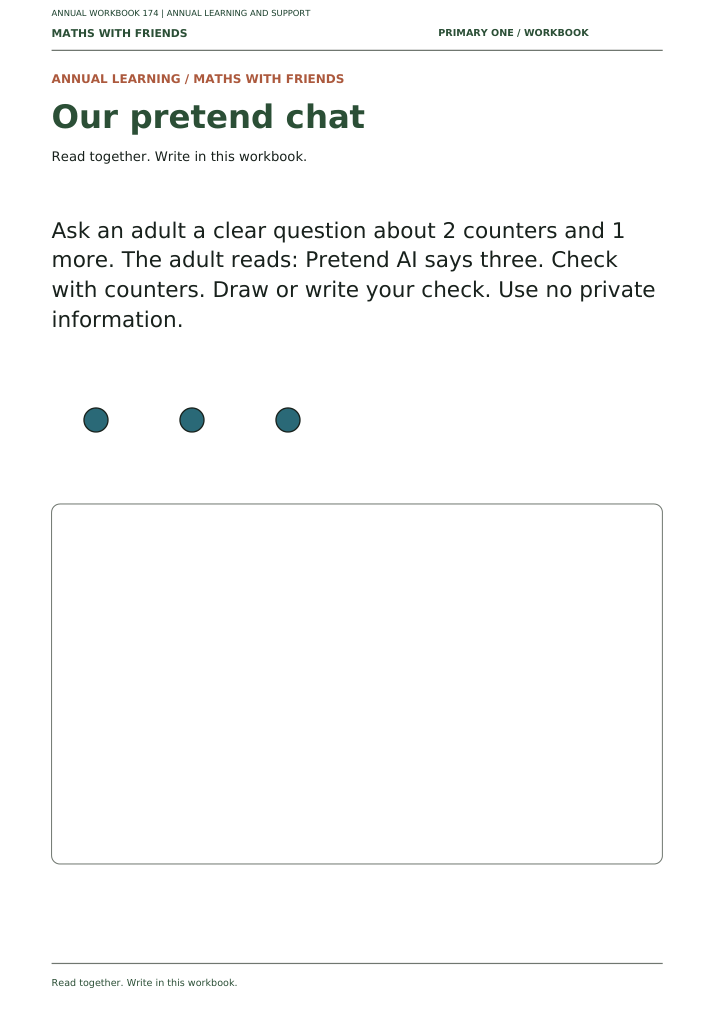 ANNUAL WORKBOOK 174 | ANNUAL LEARNING AND SUPPORT
MATHS WITH FRIENDS
PRIMARY ONE / WORKBOOK
ANNUAL LEARNING / MATHS WITH FRIENDS
Our pretend chat
Read together. Write in this workbook.
Ask an adult a clear question about 2 counters and 1
more. The adult reads: Pretend AI says three. Check
with counters. Draw or write your check. Use no private
information.
Read together. Write in this workbook.